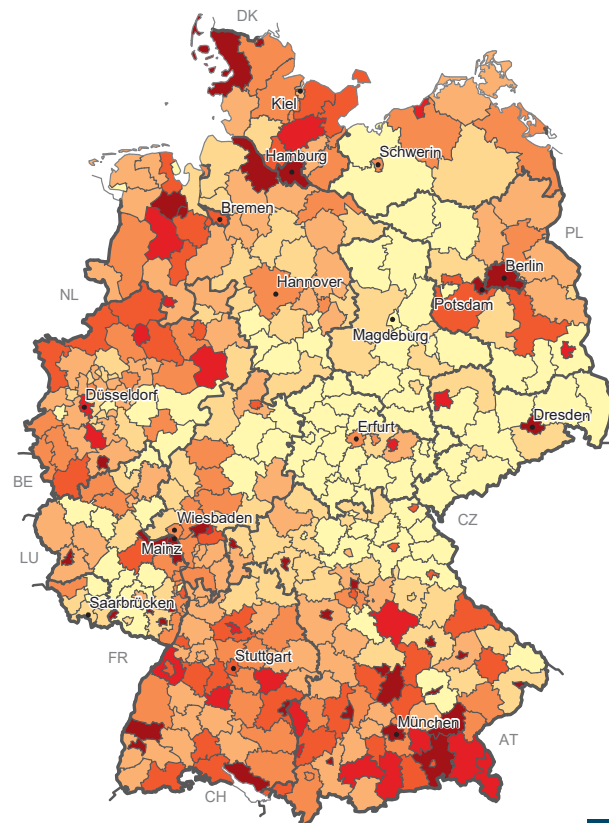 DK
Kiel
Schwerin
Hamburg
Bremen
PL
Berlin
Hannover
NL
Potsdam
Magdeburg
Düsseldorf
Dresden
Erfurt
BE
Wiesbaden
CZ
LU
Mainz
Saarbrücken
FR
Stuttgart
München
AT
CH